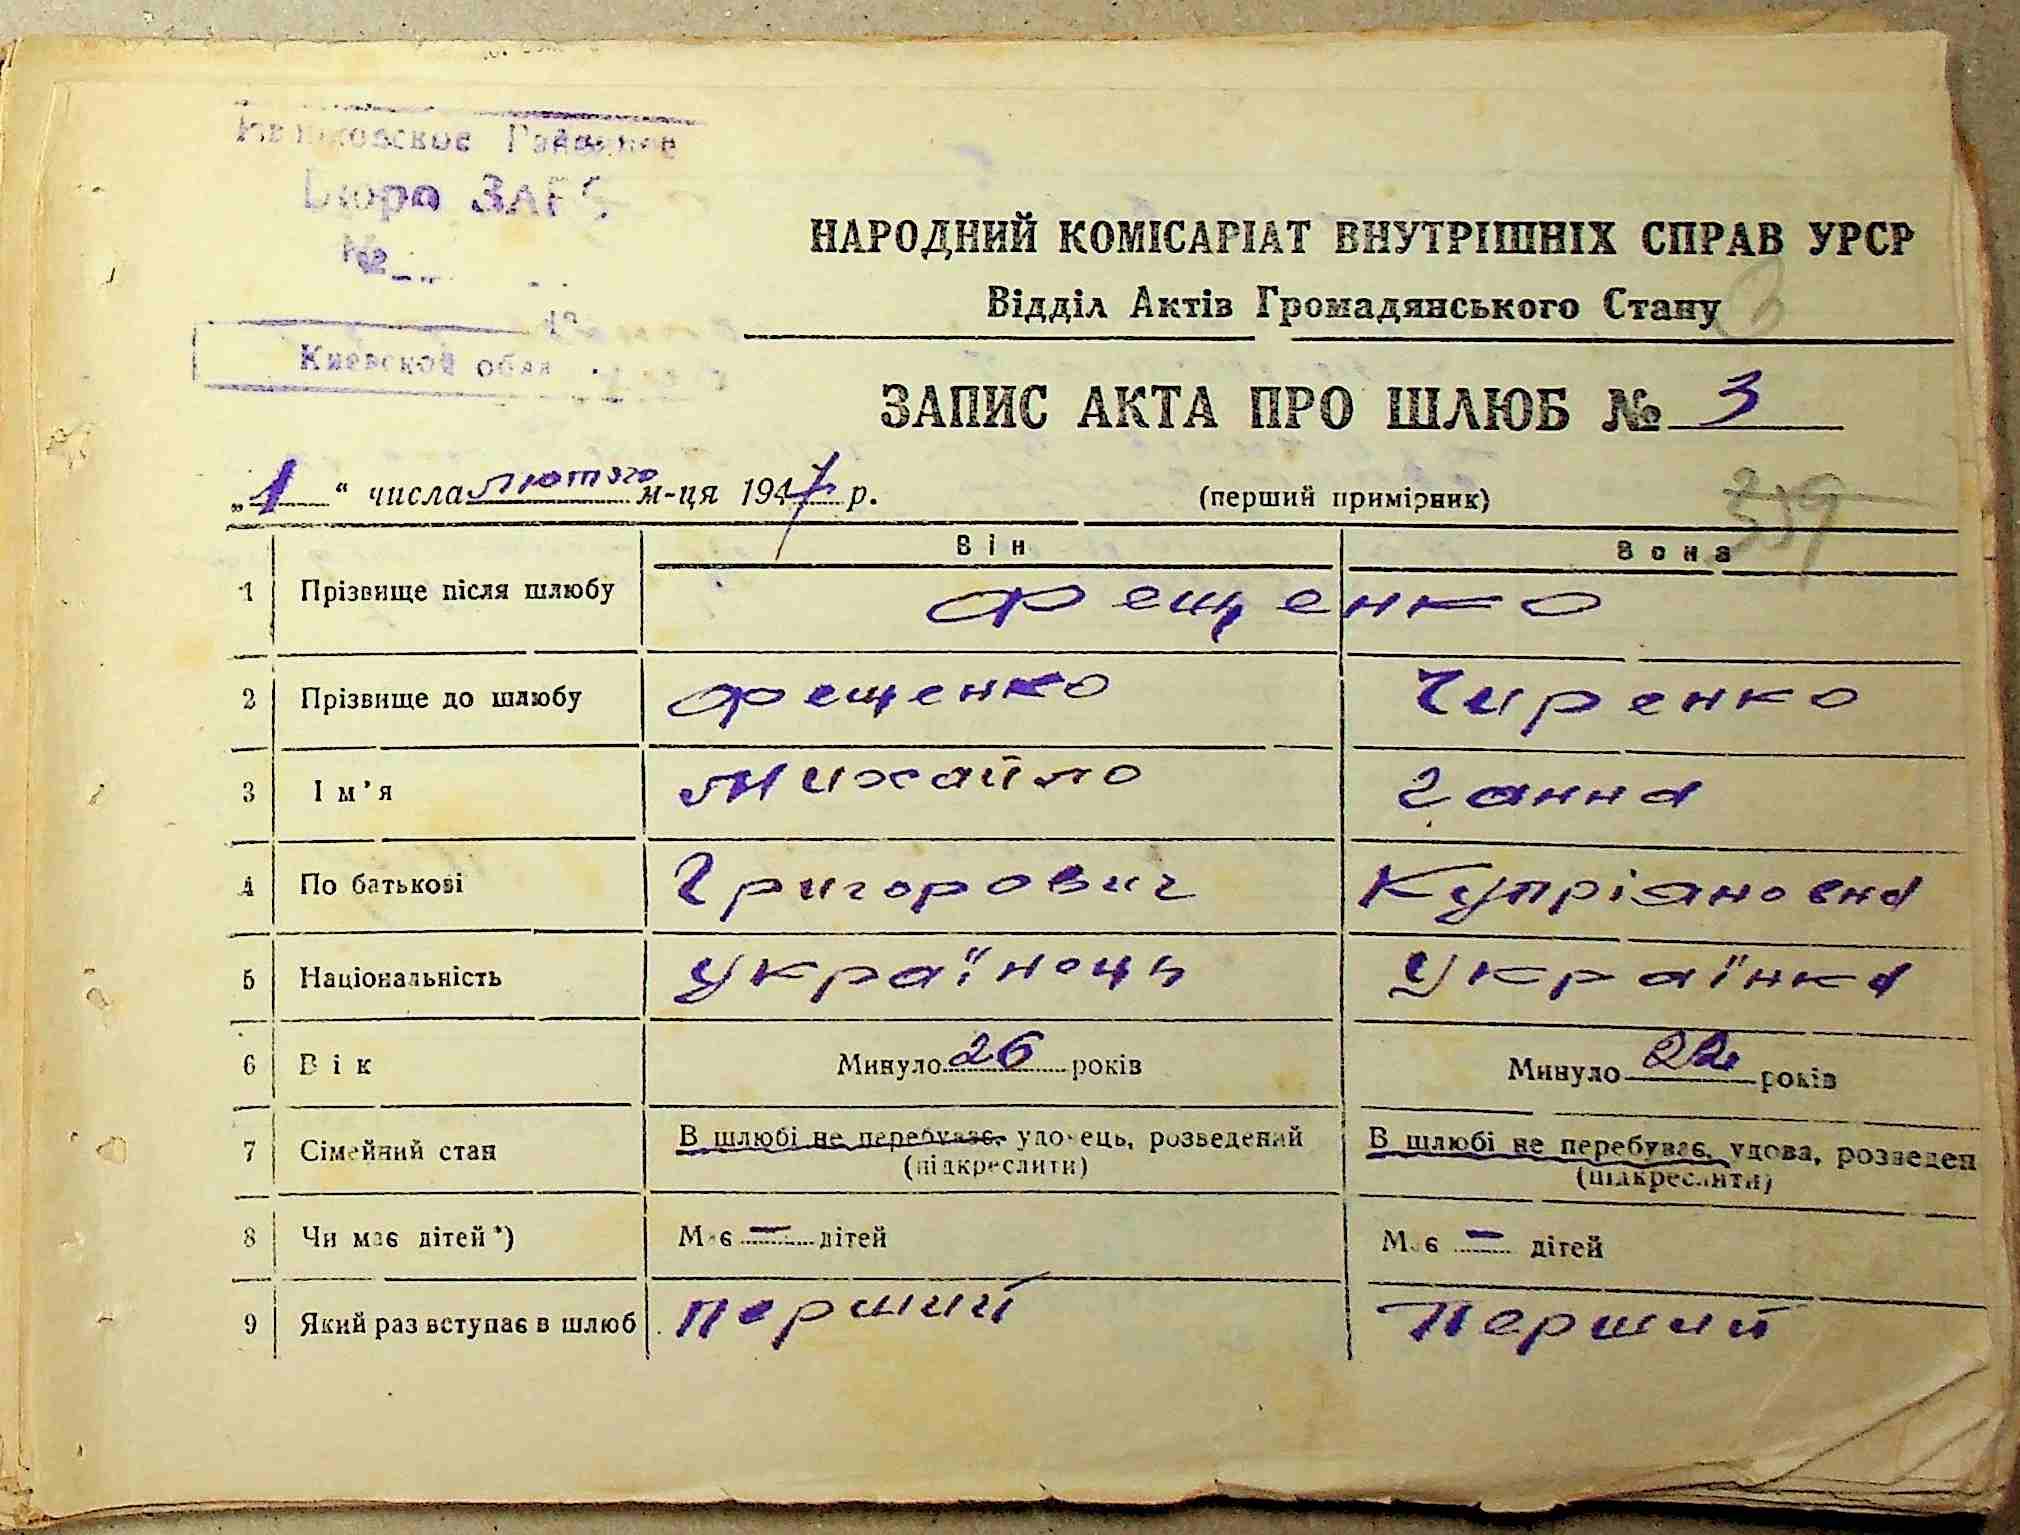 Бюро ЗАГС
№
19
Киевской обл.
НАРОДНИЙ КОМІСАРІАТ ВНУТРІШНІХ СПРАВ УРСР
Відділ Актів Громадянського Стану
ЗАПИС АКТА ПРО ШЛЮБ № 3
„1“ числа лютого м-ця 1947 р. (перший примірник)
359
Він Вона
1 Прізвище після шлюбу Фещенко
2 Прізвище до шлюбу Фещенко Чиренко
3 Ім’я Михайло Ганна
4 По батькові Григорович Купріяновна
5 Національність Українець Українка
6 Вік Минуло 26 років Минуло 22 років
7 Сімейний стан В шлюбі не перебуває, удовець, розведений В шлюбі не перебуває, удова, розведен
(підкреслити) (підкреслити)
8 Чи має дітей*) Має — дітей Має — дітей
9 Який раз вступає в шлюб перший Перший